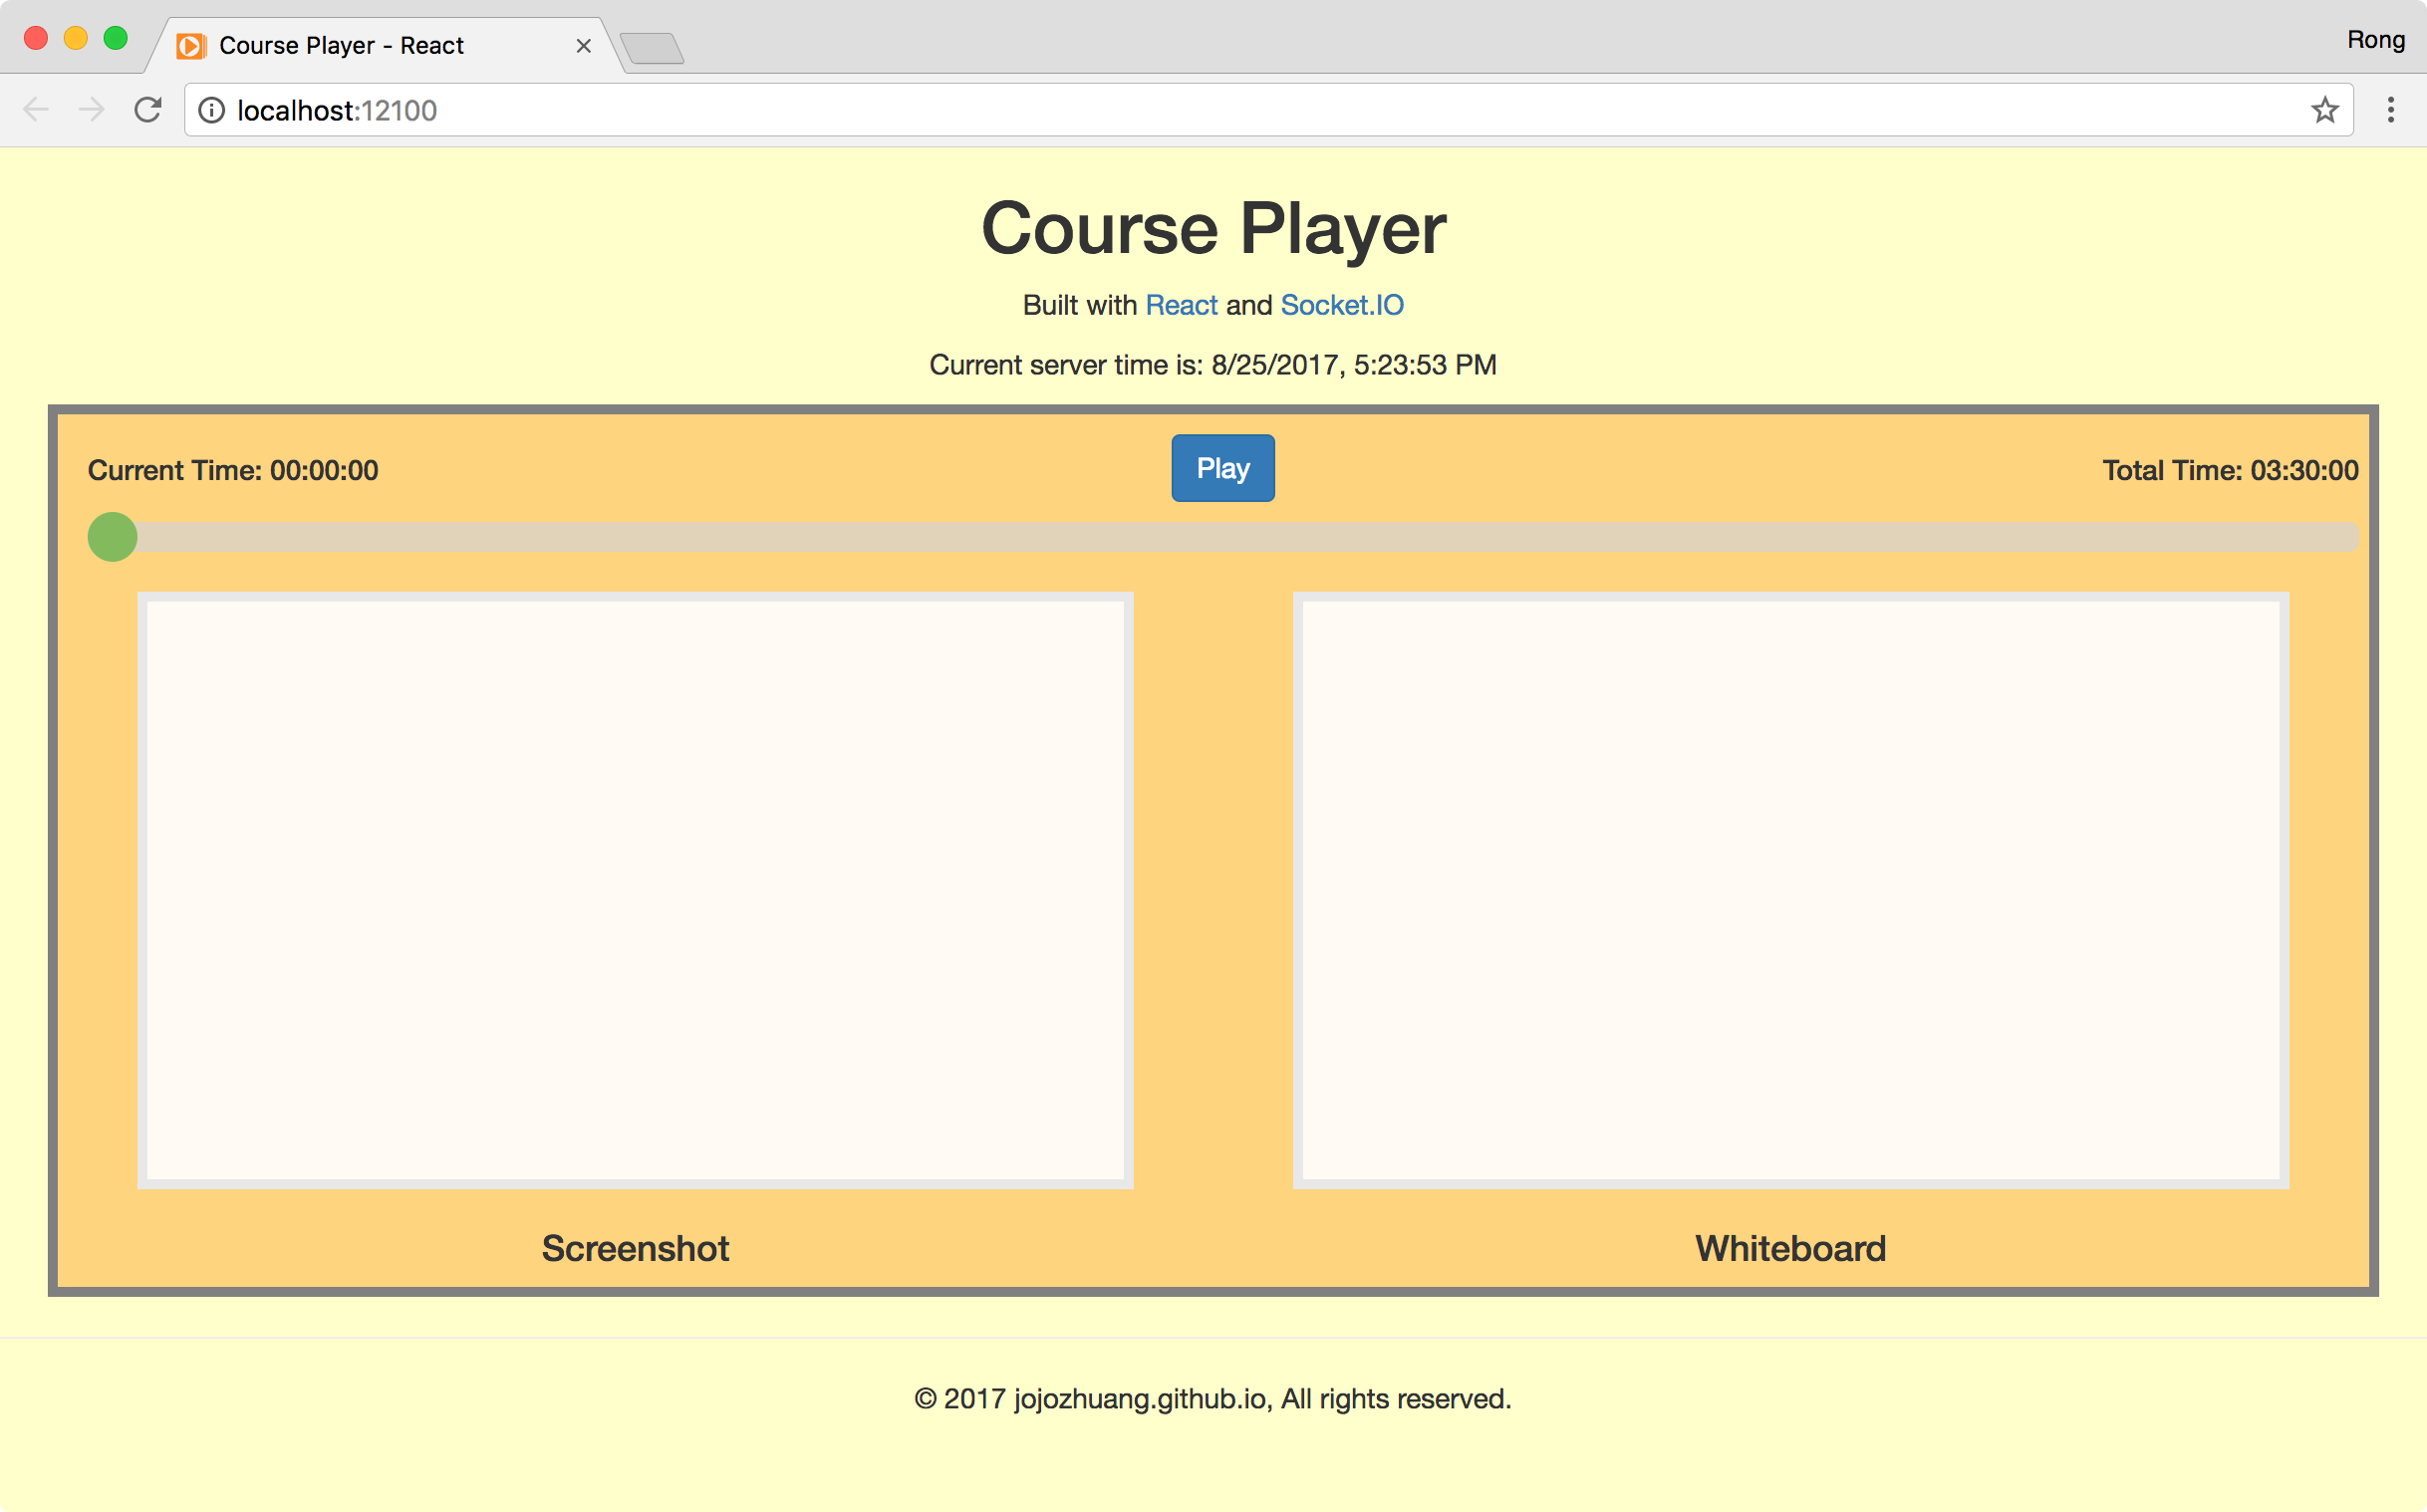 Course Player - React
Rong
localhost:12100
Course Player
Built with React and Socket.IO
Current server time is: 8/25/2017, 5:23:53 PM
Current Time: 00:00:00
Play
Total Time: 03:30:00
Screenshot
Whiteboard
© 2017 jojozhuang.github.io, All rights reserved.